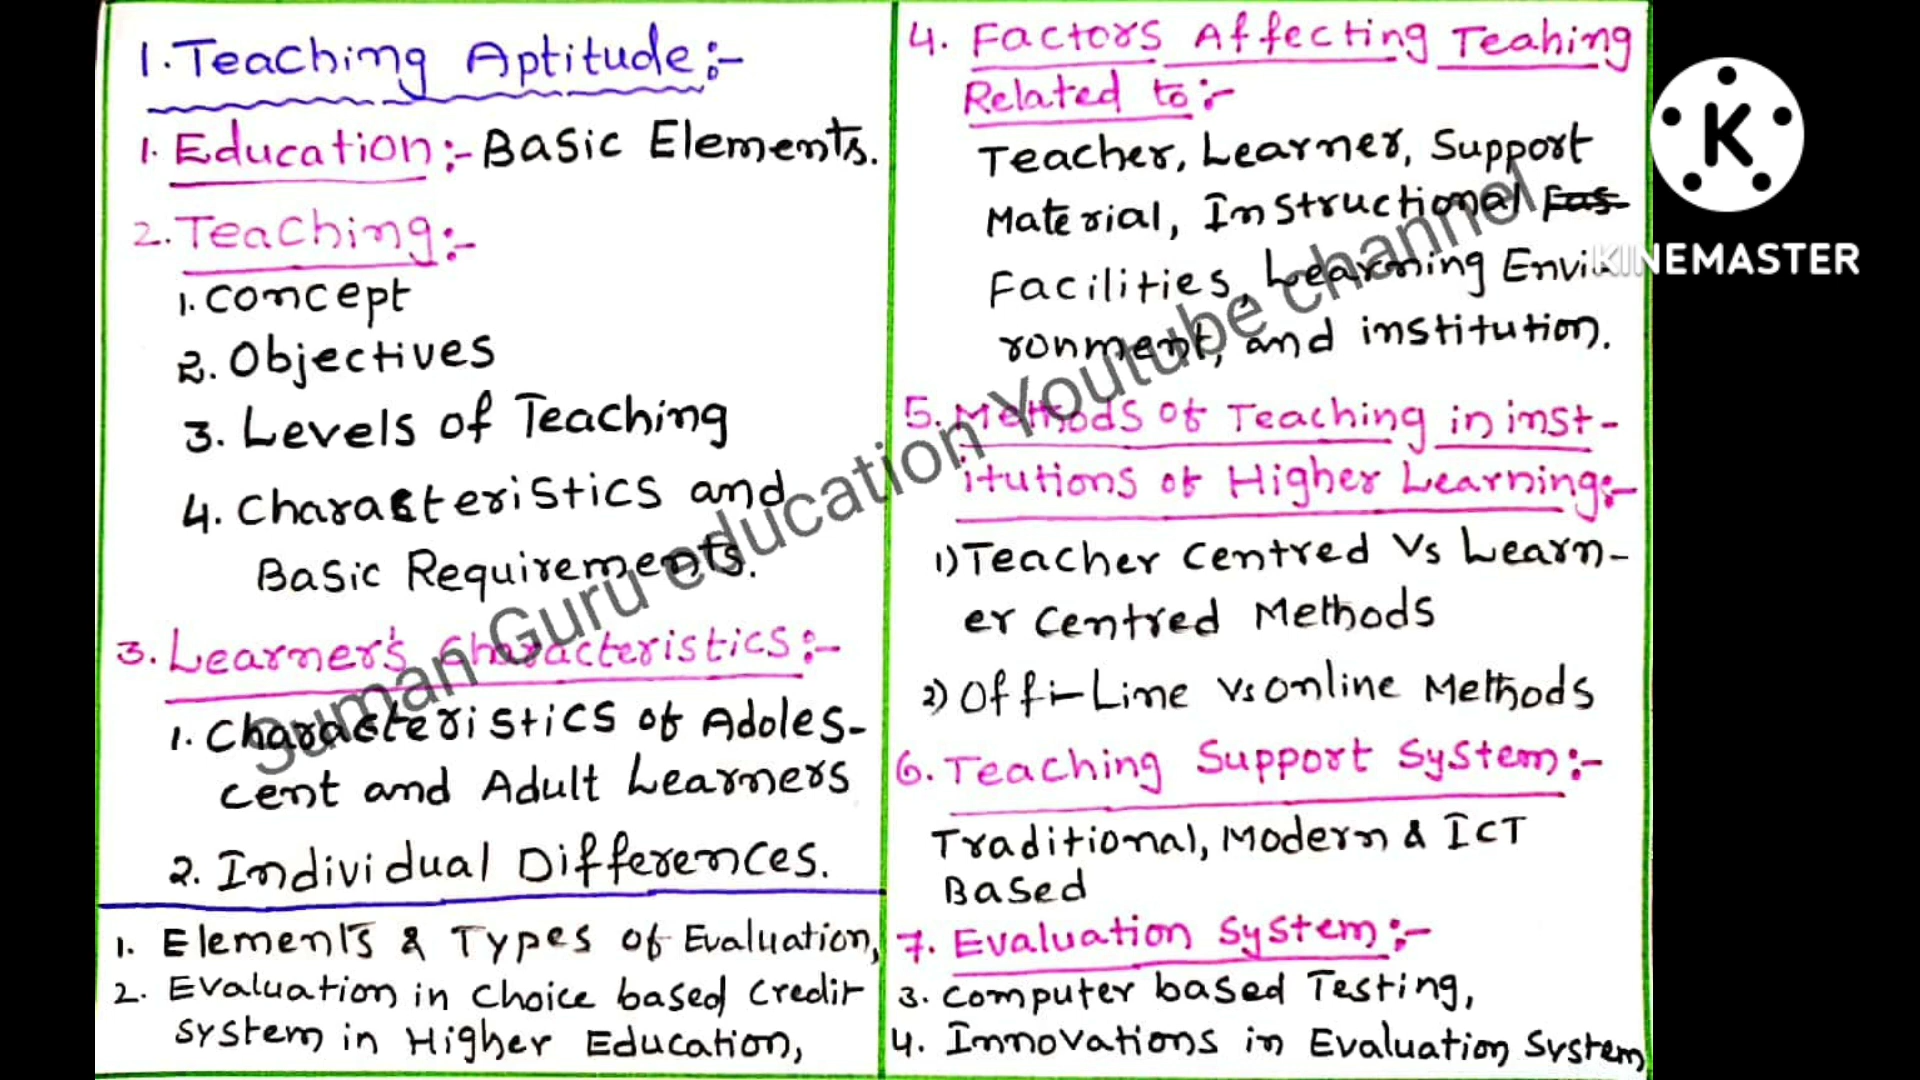 1. Teaching Aptitude:-
1. Education:- Basic Elements.
2. Teaching:-
1. Concept
2. Objectives
3. Levels of Teaching
4. Characteristics and
Basic Requirements.
3. Learner's Characteristics:-
1. Characteristics of Adoles-
cent and Adult Learners
2. Individual Differences.
1. Elements & Types of Evaluation,
2. Evaluation in Choice based Credit
System in Higher Education,
4. Factors Affecting Teahing
Related to:-
Teacher, Learner, Support
Material, Instructional Fas
Facilities, Learning Envi
ronment, and institution.
5. Methods of Teaching in inst-
itutions of Higher Learning:-
1) Teacher Centred Vs Learn-
er Centred Methods
2) Off-Line Vs online Methods
6. Teaching Support System:-
Traditional, Modern & ICT
Based
7. Evaluation System:-
3. Computer based Testing,
4. Innovations in Evaluation System
Suman Guru education Youtube channel
K
KINEMASTER